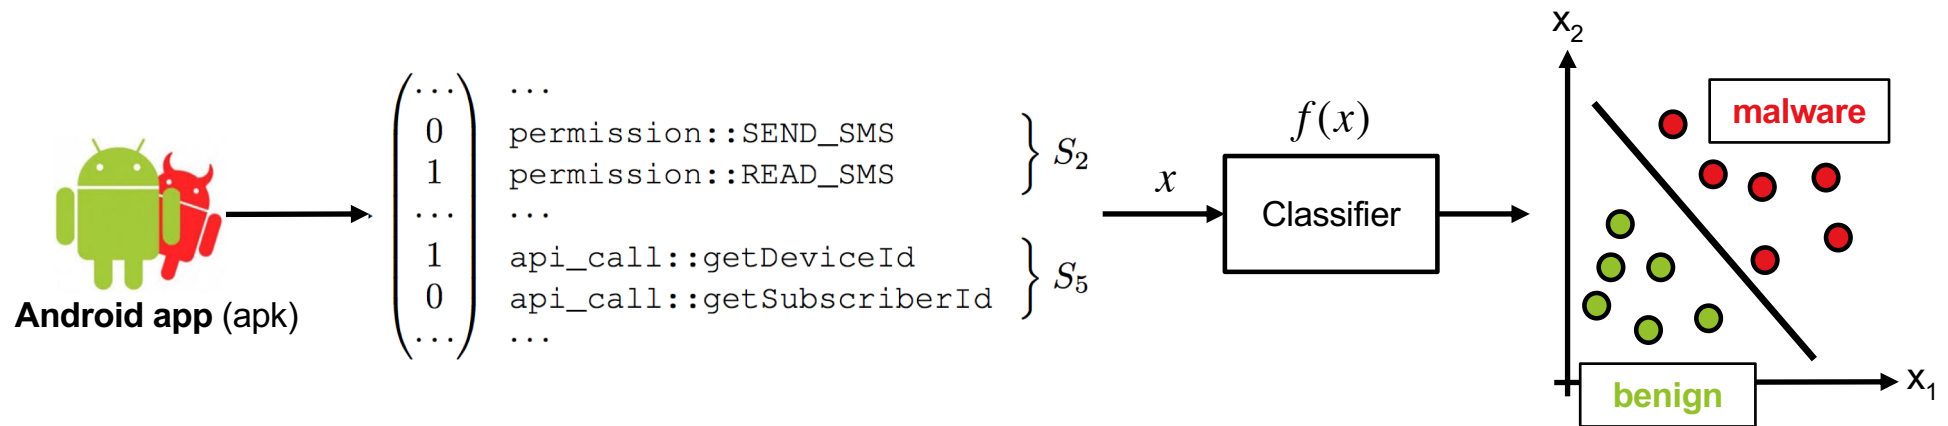 Android app (apk)
... ...
0 permission::SEND_SMS
1 permission::READ_SMS
S2
... ...
1 api_call::getDeviceId
0 api_call::getSubscriberId
S5
... ...
x
f(x)
Classifier
x2
malware
benign
x1